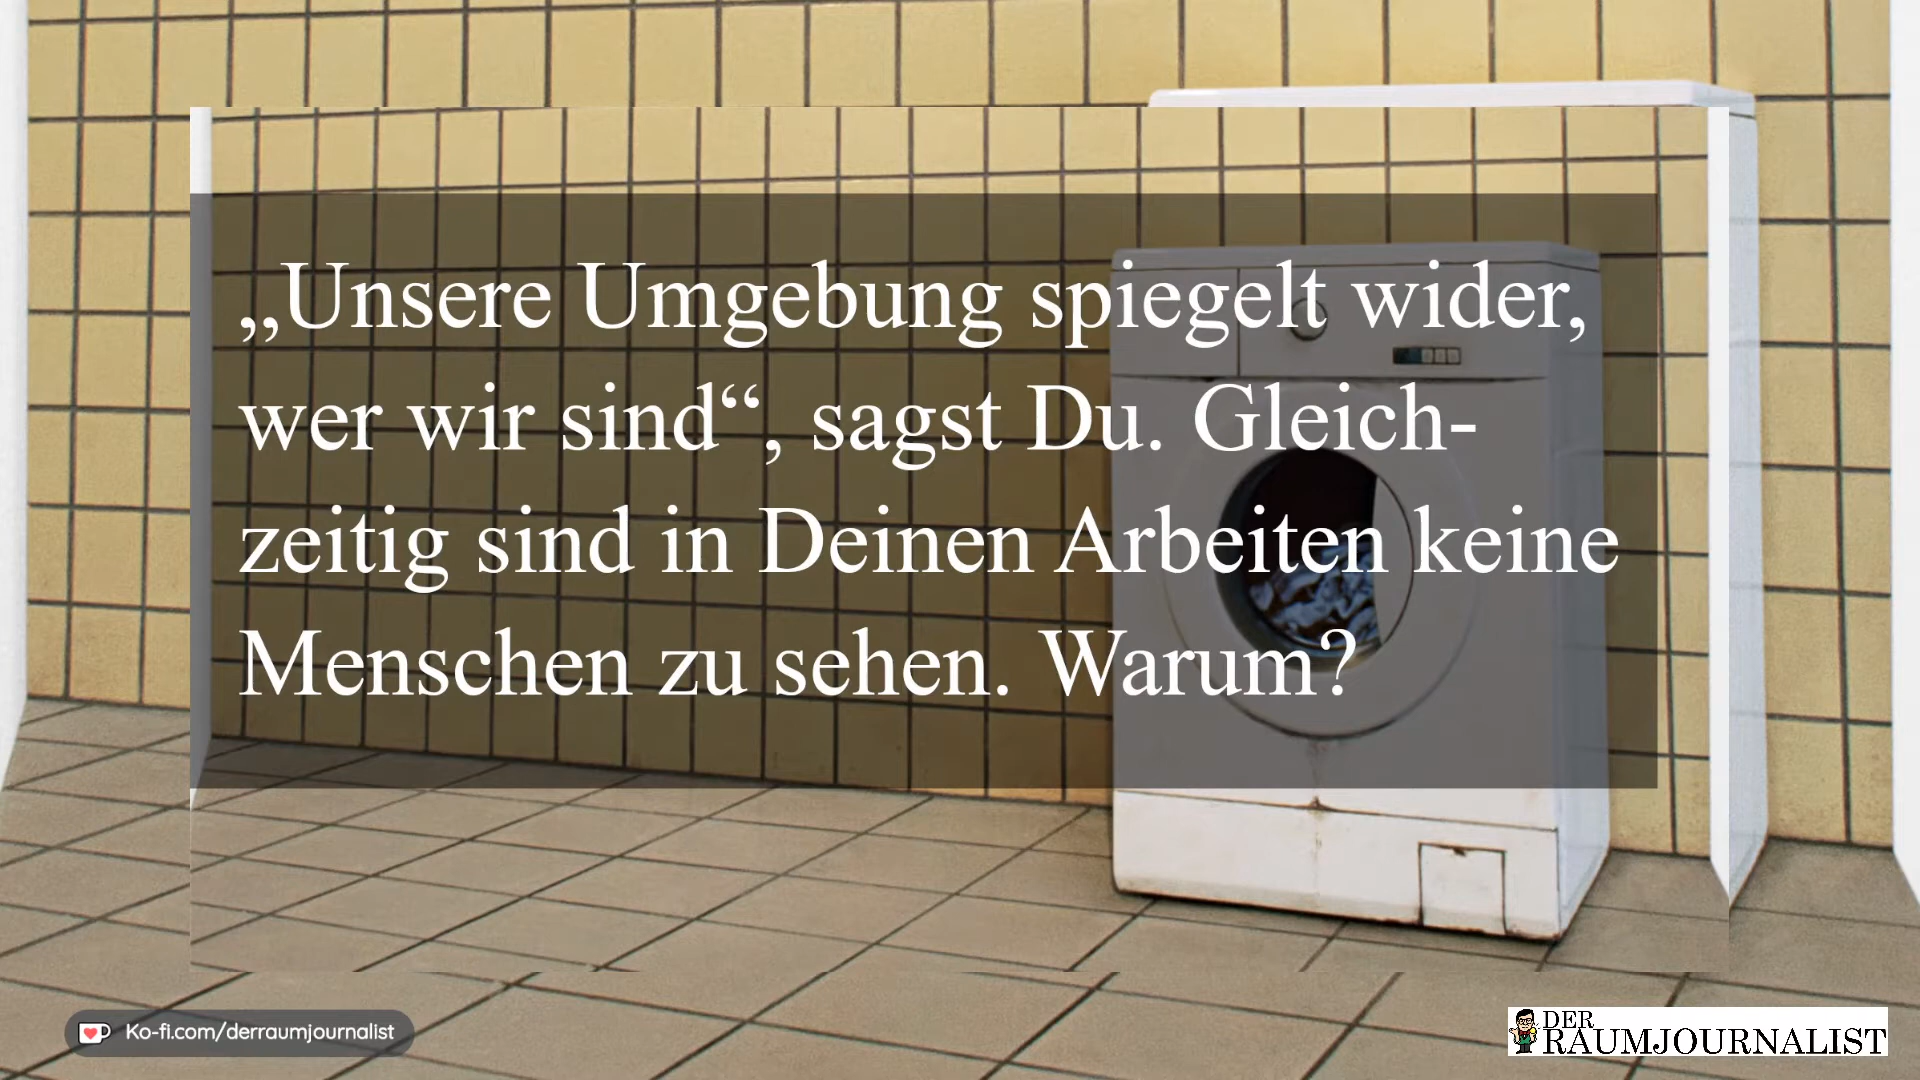 „Unsere Umgebung spiegelt wider,
wer wir sind“, sagst Du. Gleich-
zeitig sind in Deinen Arbeiten keine
Menschen zu sehen. Warum?
Ko-fi.com/derraumjournalist
DER
RAUMJOURNALIST